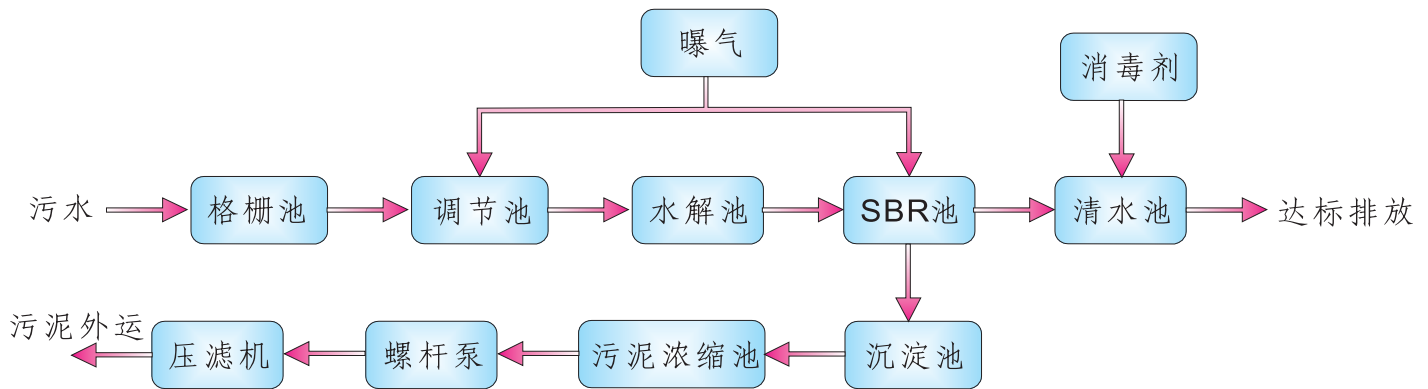 曝气
消毒剂
污水
格栅池
调节池
水解池
SBR池
清水池
达标排放
污泥外运
压滤机
螺杆泵
污泥浓缩池
沉淀池